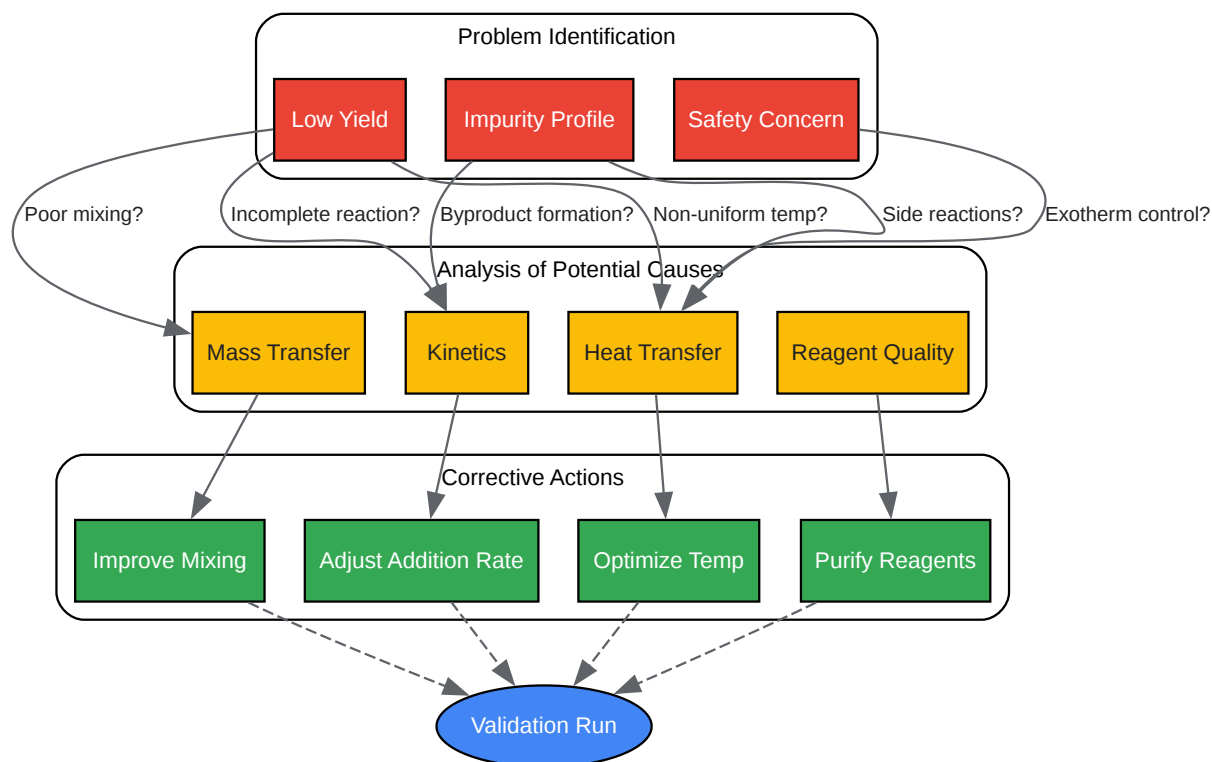 Problem Identification
Low Yield
Impurity Profile
Safety Concern
Poor mixing?
Incomplete reaction?
Byproduct formation?
Non-uniform temp?
Side reactions?
Exotherm control?
Analysis of Potential Causes
Mass Transfer
Kinetics
Heat Transfer
Reagent Quality
Corrective Actions
Improve Mixing
Adjust Addition Rate
Optimize Temp
Purify Reagents
Validation Run